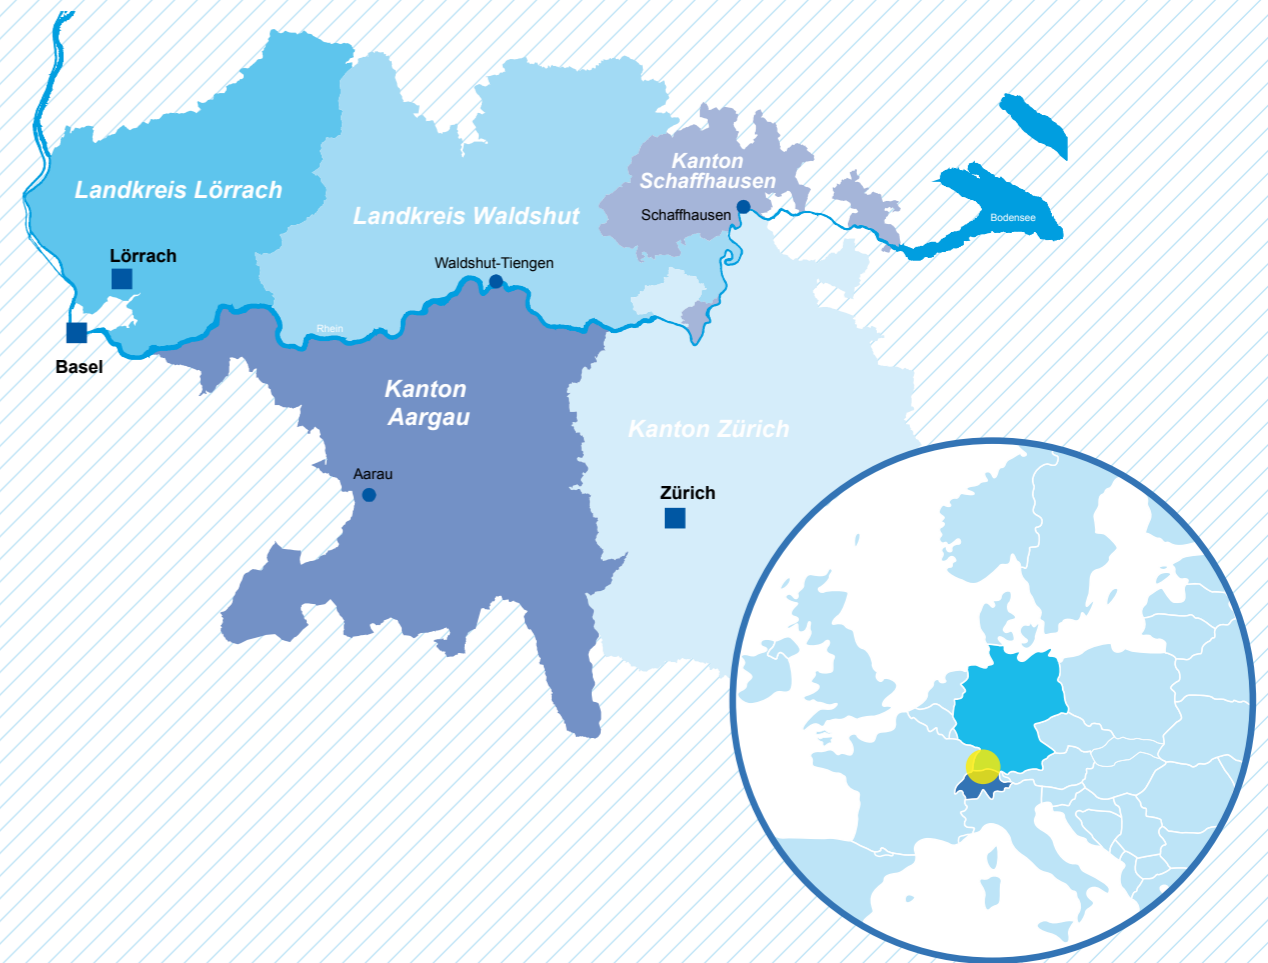 Kanton
Schaffhausen
Landkreis Lörrach
Landkreis Waldshut
Schaffhausen
Bodensee
Lörrach
Waldshut-Tiengen
Rhein
Basel
Kanton
Aargau
Kanton Zürich
Aarau
Zürich